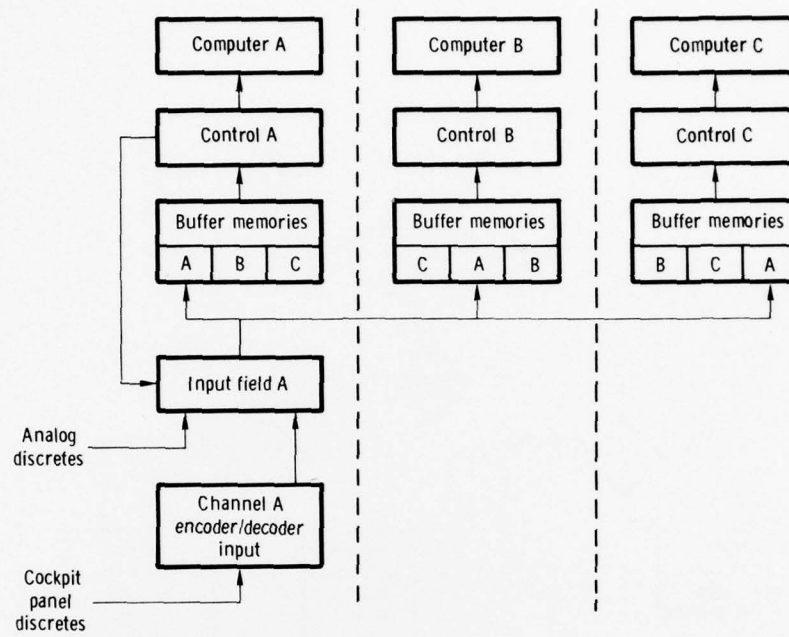 Computer A
Computer B
Computer C
Control A
Control B
Control C
Buffer memories
Buffer memories
Buffer memories
A B C
C A B
B C A
Input field A
Analog
discretes
Channel A
encoder/decoder
input
Cockpit
panel
discretes